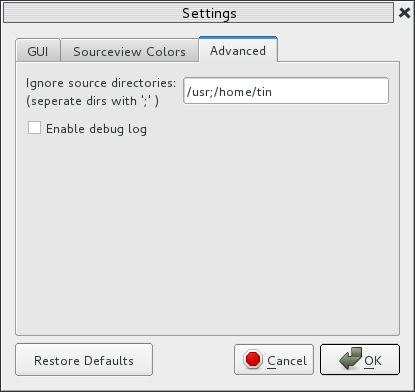 Settings
GUI Sourceview Colors Advanced
Ignore source directories:
(seperate dirs with ';' )
/usr;/home/tin
Enable debug log
Restore Defaults Cancel OK